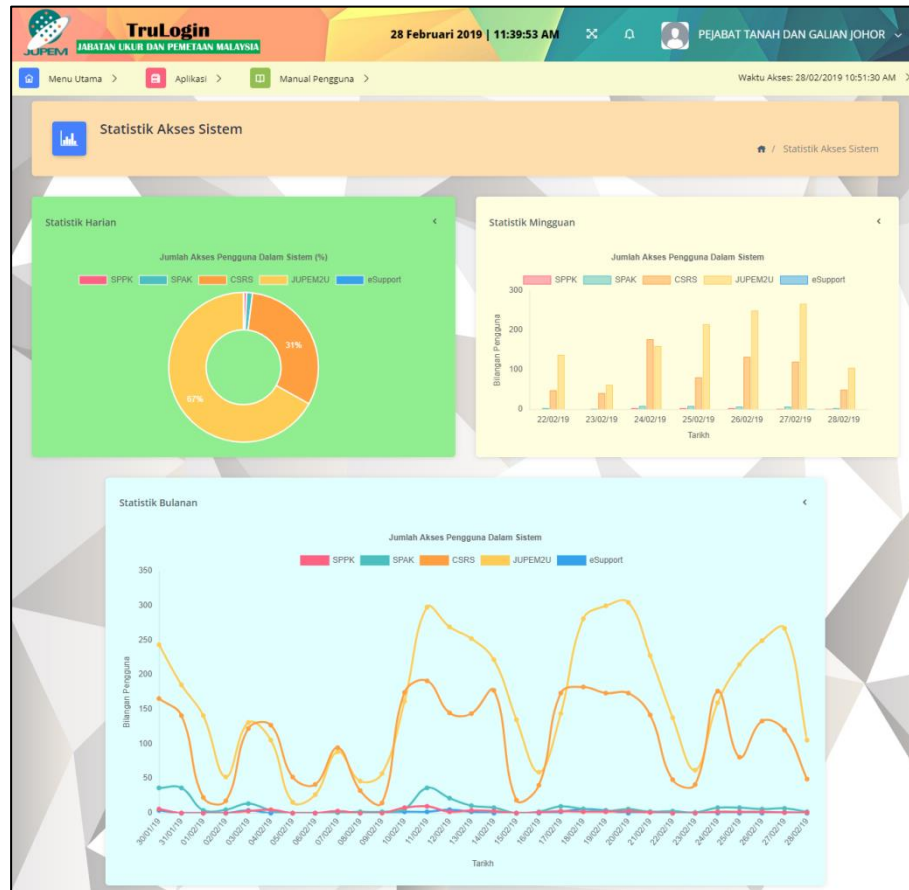 JUPEM
TruLogin
JABATAN UKUR DAN PEMETAAN MALAYSIA
28 Februari 2019 | 11:39:53 AM
PEJABAT TANAH DAN GALIAN JOHOR
Menu Utama >
Aplikasi >
Manual Pengguna >
Waktu Akses: 28/02/2019 10:51:30 AM
Statistik Akses Sistem
/ Statistik Akses Sistem
Statistik Harian
Jumlah Akses Pengguna Dalam Sistem (%)
SPPK SPAK CSRS JUPEM2U eSupport
31%
67%
Statistik Mingguan
Jumlah Akses Pengguna Dalam Sistem
SPPK SPAK CSRS JUPEM2U eSupport
300
200
100
0
Bilangan Pengguna
22/02/19 23/02/19 24/02/19 25/02/19 26/02/19 27/02/19 28/02/19
Tarikh
Statistik Bulanan
Jumlah Akses Pengguna Dalam Sistem
SPPK SPAK CSRS JUPEM2U eSupport
350
300
250
200
150
100
50
0
Bilangan Pengguna
30/01/19 31/01/19 01/02/19 02/02/19 03/02/19 04/02/19 05/02/19 06/02/19 07/02/19 08/02/19 09/02/19 10/02/19 11/02/19 12/02/19 13/02/19 14/02/19 15/02/19 16/02/19 17/02/19 18/02/19 19/02/19 20/02/19 21/02/19 22/02/19 23/02/19 24/02/19 25/02/19 26/02/19 27/02/19 28/02/19
Tarikh